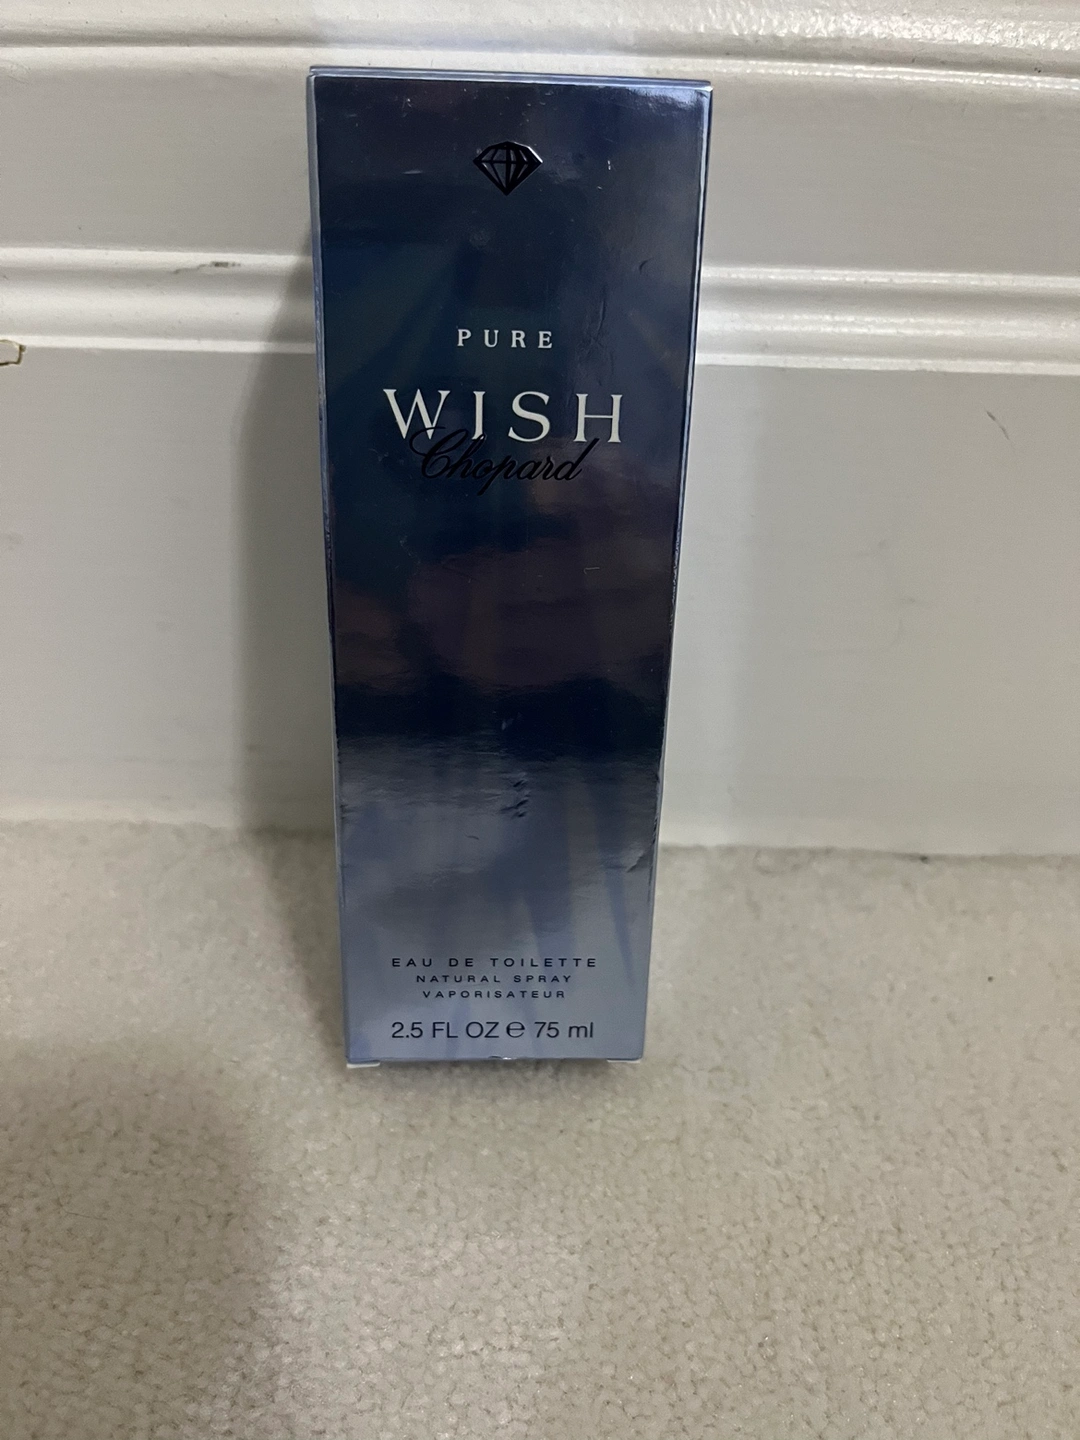 PURE
WISH
Chopard
EAU DE TOILETTE
NATURAL SPRAY
VAPORISATEUR
2.5 FL OZ ℮ 75 ml